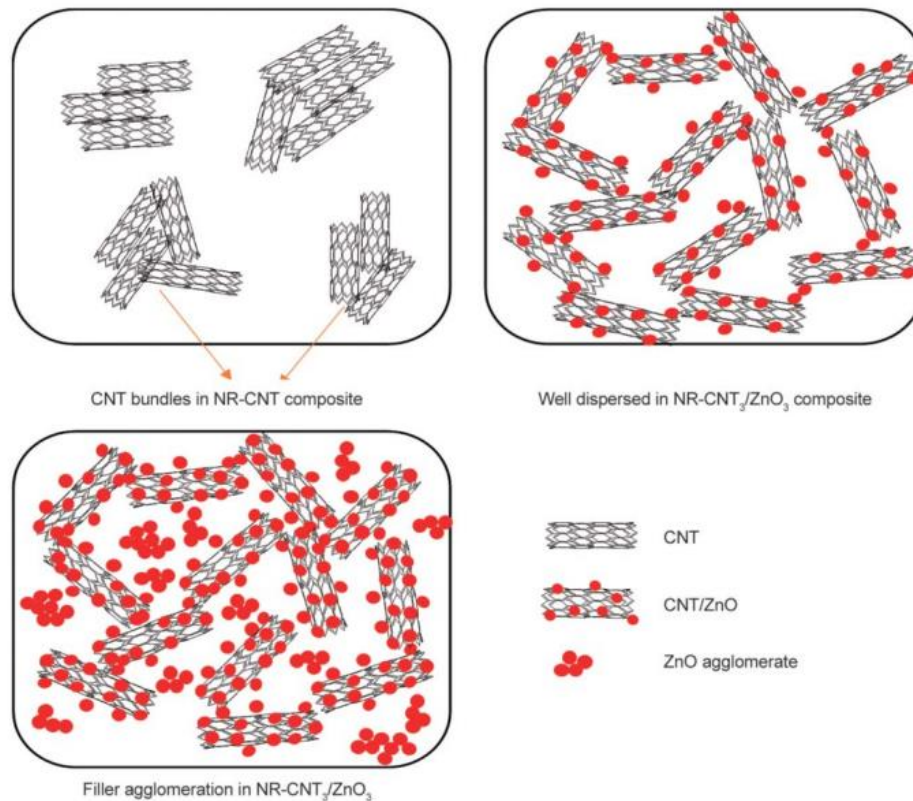 CNT bundles in NR-CNT composite
Well dispersed in NR-CNT₃/ZnO₃ composite
CNT
CNT/ZnO
ZnO agglomerate
Filler agglomeration in NR-CNT₃/ZnO₃